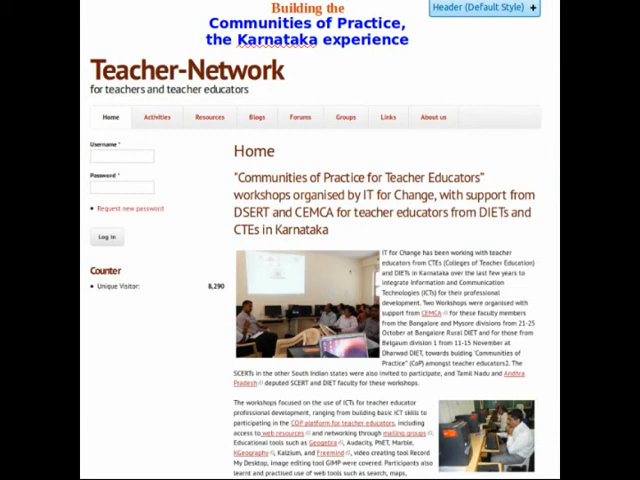 Building the
Header (Default Style) +
Communities of Practice,
the Karnataka experience
Teacher-Network
for teachers and teacher educators
Home Activities Resources Blogs Forums Groups Links About us
Username *
Password *
Request new password
Log in
Counter
Unique Visitor: 8,290
Home
"Communities of Practice for Teacher Educators"
workshops organised by IT for Change, with support from
DSERT and CEMCA for teacher educators from DIETs and
CTEs in Karnataka
IT for Change has been working with teacher
educators from CTEs (Colleges of Teacher Education)
and DIETs in Karnataka over the last few years to
integrate Information and Communication
Technologies (ICTs) for their professional
development. Two Workshops were organised with
support from CEMCA for these faculty members
from the Bangalore and Mysore divisions from 21-25
October at Bangalore Rural DIET and for those from
Belgaum division 1 from 11-15 November at
Dharwad DIET, towards bulding 'Communities of
Practice" (CoP) amongst teacher educators2. The
SCERTs in the other South Indian states were also invited to participate, and Tamil Nadu and Andhra
Pradesh deputed SCERT and DIET faculty for these workshops.
The workshops focused on the use of ICTs for teacher educator
professional development, ranging from building basic ICT skills to
participating in the COP platform for teacher educators, including
access to web resources and networking through mailing groups.
Educational tools such as Geogebra, Audacity, PhET, Marble,
KGeography, Kalzium, and Freemind, video creating tool Record
My Desktop, image editing tool GIMP were covered. Participants also
learnt and practised use of web tools such as search, maps,